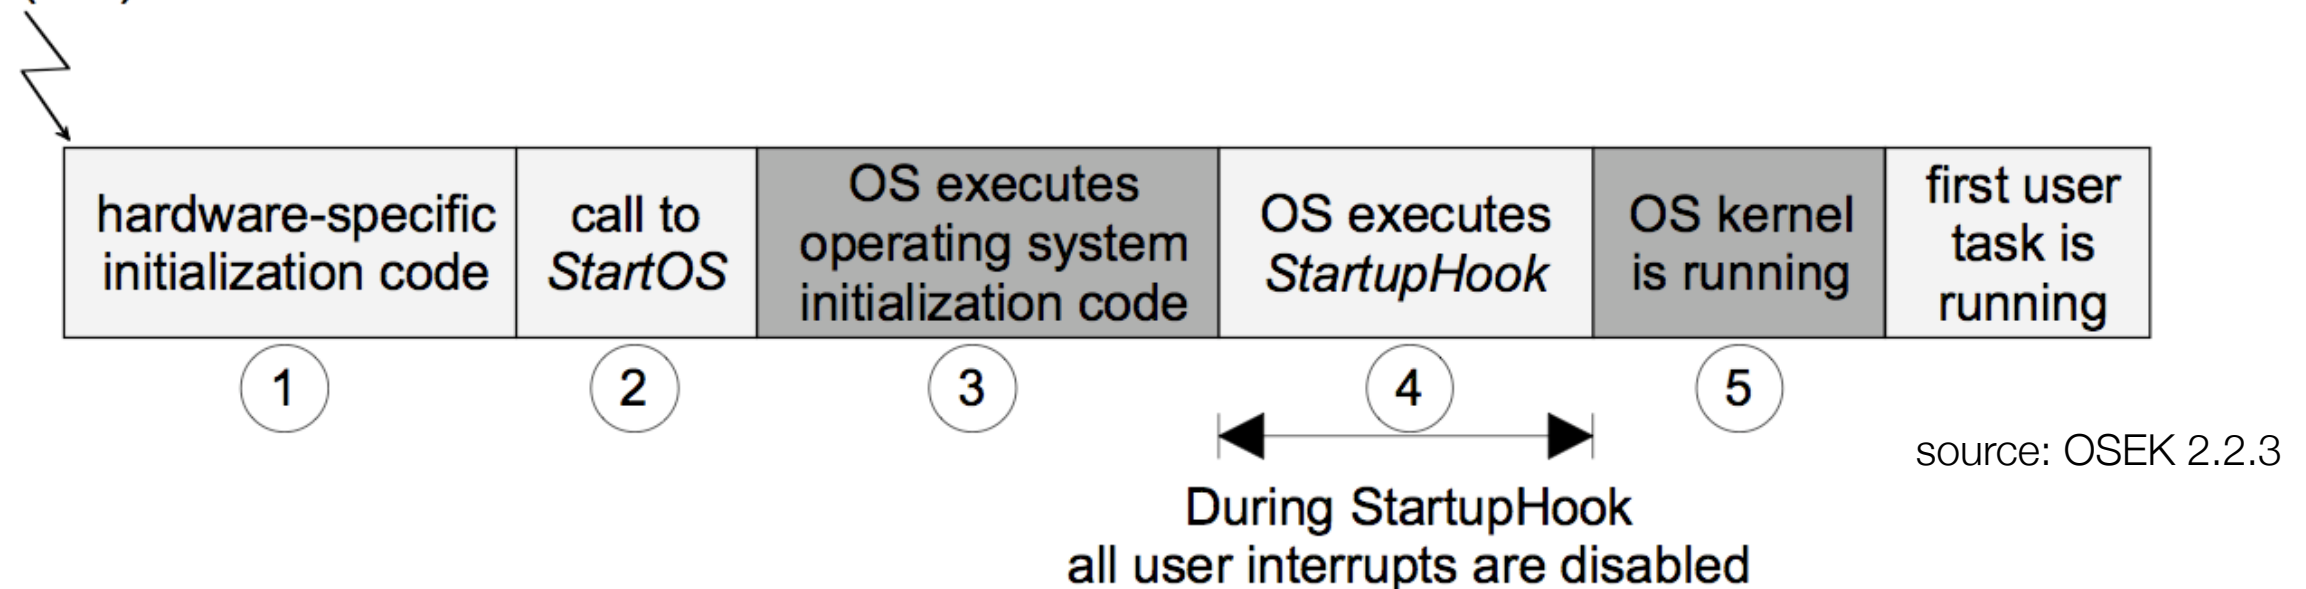 hardware-specific
initialization code
call to
StartOS
OS executes
operating system
initialization code
OS executes
StartupHook
OS kernel
is running
first user
task is
running
1
2
3
4
5
source: OSEK 2.2.3
During StartupHook
all user interrupts are disabled